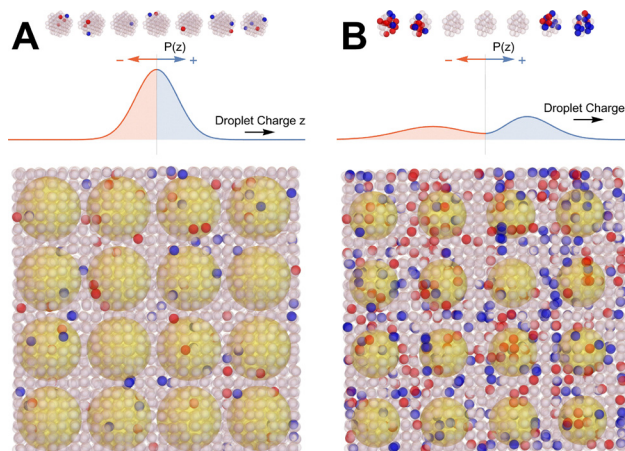 A
P(z)
− +
Droplet Charge z
B
P(z)
− +
Droplet Charge